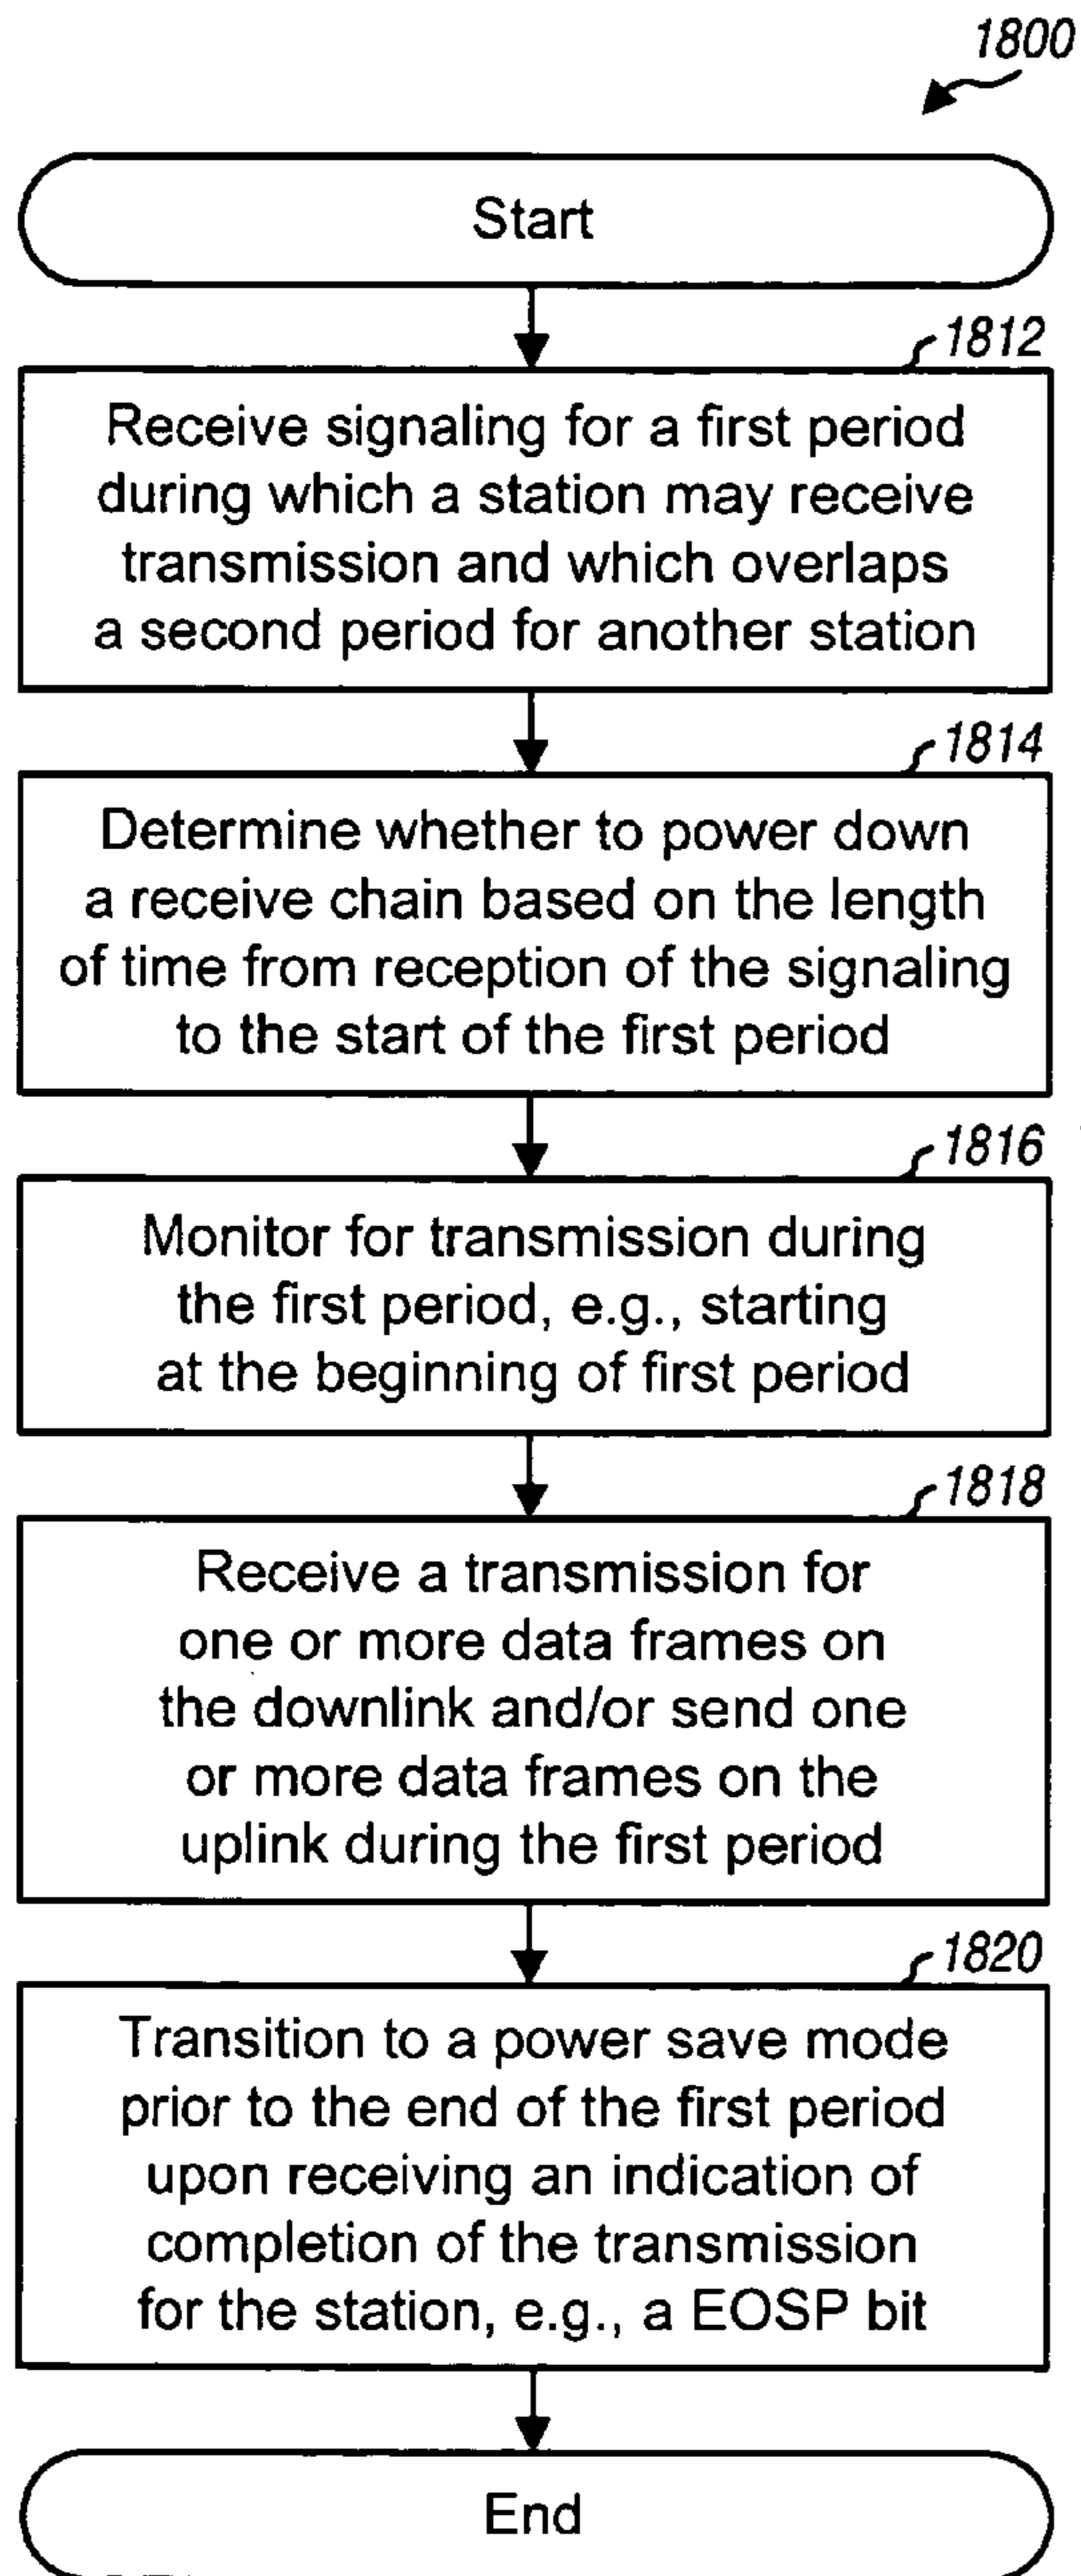 1800
Start
1812
Receive signaling for a first period
during which a station may receive
transmission and which overlaps
a second period for another station
1814
Determine whether to power down
a receive chain based on the length
of time from reception of the signaling
to the start of the first period
1816
Monitor for transmission during
the first period, e.g., starting
at the beginning of first period
1818
Receive a transmission for
one or more data frames on
the downlink and/or send one
or more data frames on the
uplink during the first period
1820
Transition to a power save mode
prior to the end of the first period
upon receiving an indication of
completion of the transmission
for the station, e.g., a EOSP bit
End